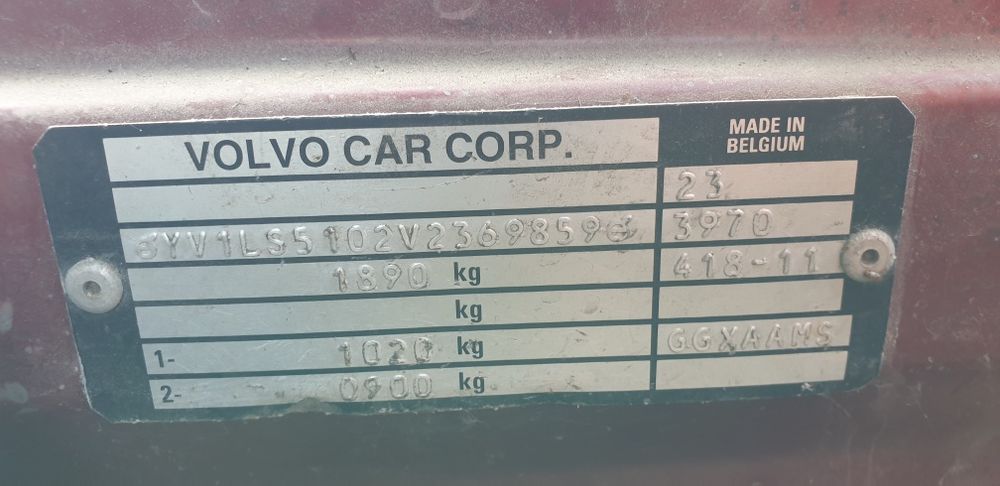 VOLVO CAR CORP.
MADE IN
BELGIUM
23
YV1LS5102V2369859
3970
1890 kg
418-11
kg
1- 1020 kg
GGXAAMS
2- 0900 kg